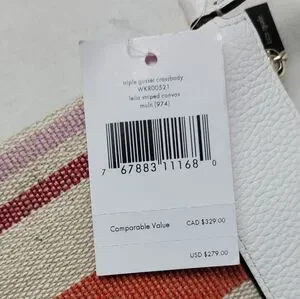 triple gusset crossbody
WKR00521
leila striped canvas
multi (974)
7 67883 11168 0
Comparable Value CAD $329.00
USD $279.00